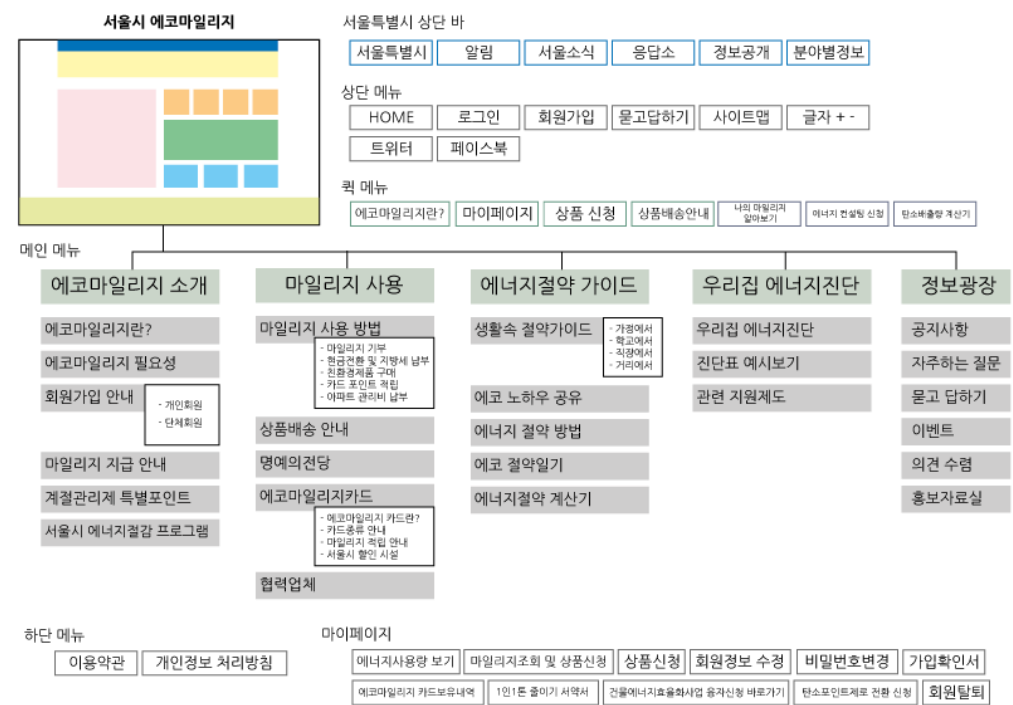 서울시 에코마일리지
서울특별시 상단 바
서울특별시 알림 서울소식 응답소 정보공개 분야별정보
상단 메뉴
HOME 로그인 회원가입 묻고답하기 사이트맵 글자 + -
트위터 페이스북
퀵 메뉴
에코마일리지란? 마이페이지 상품 신청 상품배송안내 나의 마일리지 알아보기 에너지 컨설팅 신청 탄소배출량 계산기
메인 메뉴
에코마일리지 소개
에코마일리지란?
에코마일리지 필요성
회원가입 안내
- 개인회원
- 단체회원
마일리지 지급 안내
계절관리제 특별포인트
서울시 에너지절감 프로그램
마일리지 사용
마일리지 사용 방법
- 마일리지 기부
- 현금전환 및 지방세 납부
- 친환경제품 구매
- 카드 포인트 적립
- 아파트 관리비 납부
상품배송 안내
명예의전당
에코마일리지카드
- 에코마일리지 카드란?
- 카드종류 안내
- 마일리지 적립 안내
- 서울시 할인 시설
협력업체
에너지절약 가이드
생활속 절약가이드
- 가정에서
- 학교에서
- 직장에서
- 거리에서
에코 노하우 공유
에너지 절약 방법
에코 절약일기
에너지절약 계산기
우리집 에너지진단
우리집 에너지진단
진단표 예시보기
관련 지원제도
정보광장
공지사항
자주하는 질문
묻고 답하기
이벤트
의견 수렴
홍보자료실
하단 메뉴
이용약관 개인정보 처리방침
마이페이지
에너지사용량 보기 마일리지조회 및 상품신청 상품신청 회원정보 수정 비밀번호변경 가입확인서
에코마일리지 카드보유내역 1인1톤 줄이기 서약서 건물에너지효율화사업 융자신청 바로가기 탄소포인트제로 전환 신청 회원탈퇴